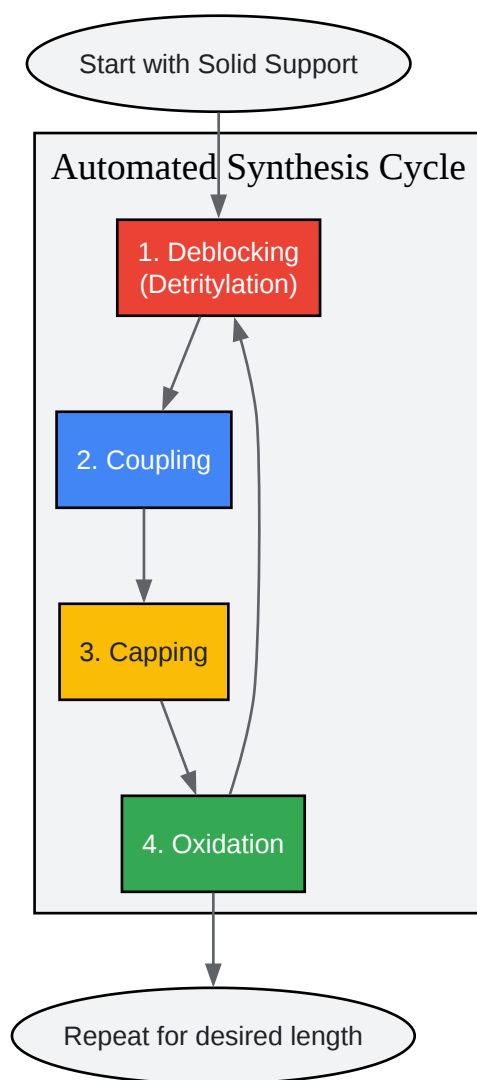 Start with Solid Support
Automated Synthesis Cycle
1. Deblocking
(Detritylation)
2. Coupling
3. Capping
4. Oxidation
Repeat for desired length